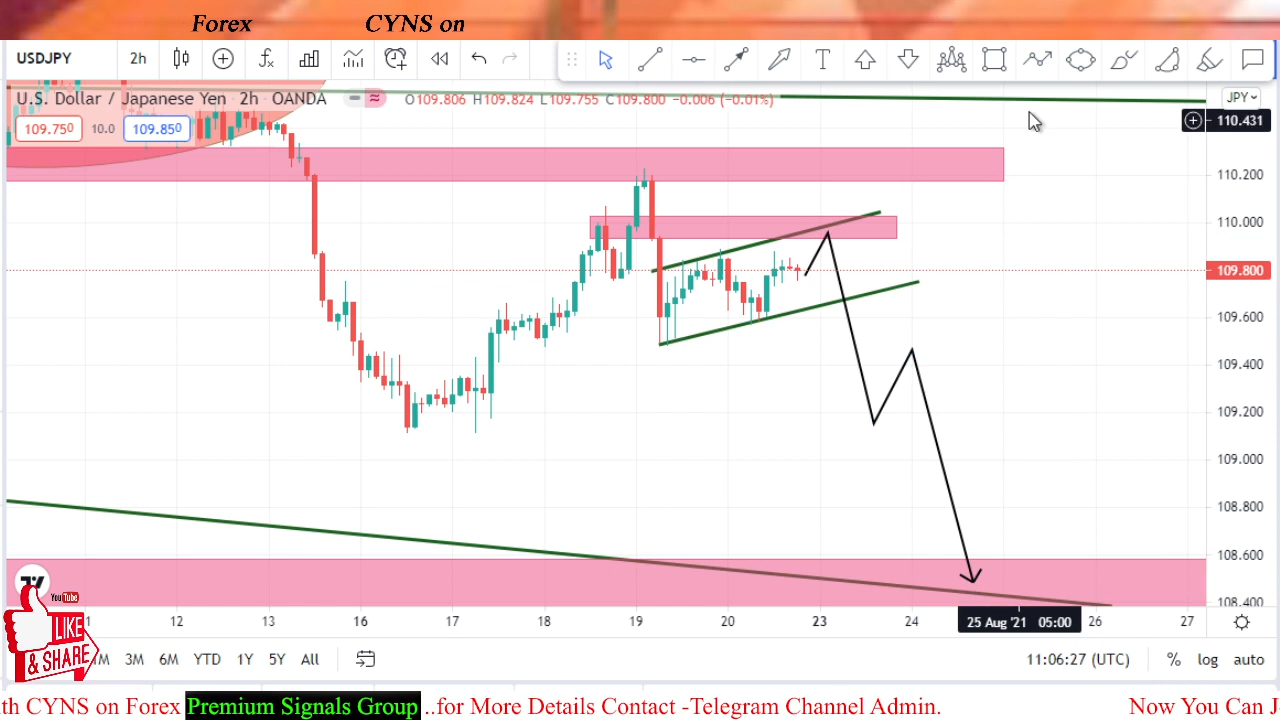 Forex CYNS on
USDJPY 2h
U.S. Dollar / Japanese Yen 2h OANDA O109.806 H109.824 L109.755 C109.800 −0.006 (−0.01%)
JPY
109.750 10.0 109.850
110.431
110.200
110.000
109.800
109.600
109.400
109.200
109.000
108.800
108.600
108.400
YouTube
LIKE
& SHARE
12 13 16 17 18 19 20 23 24 25 Aug '21 05:00 26 27
3M 6M YTD 1Y 5Y All 11:06:27 (UTC) % log auto
th CYNS on Forex Premium Signals Group ..for More Details Contact -Telegram Channel Admin. Now You Can J